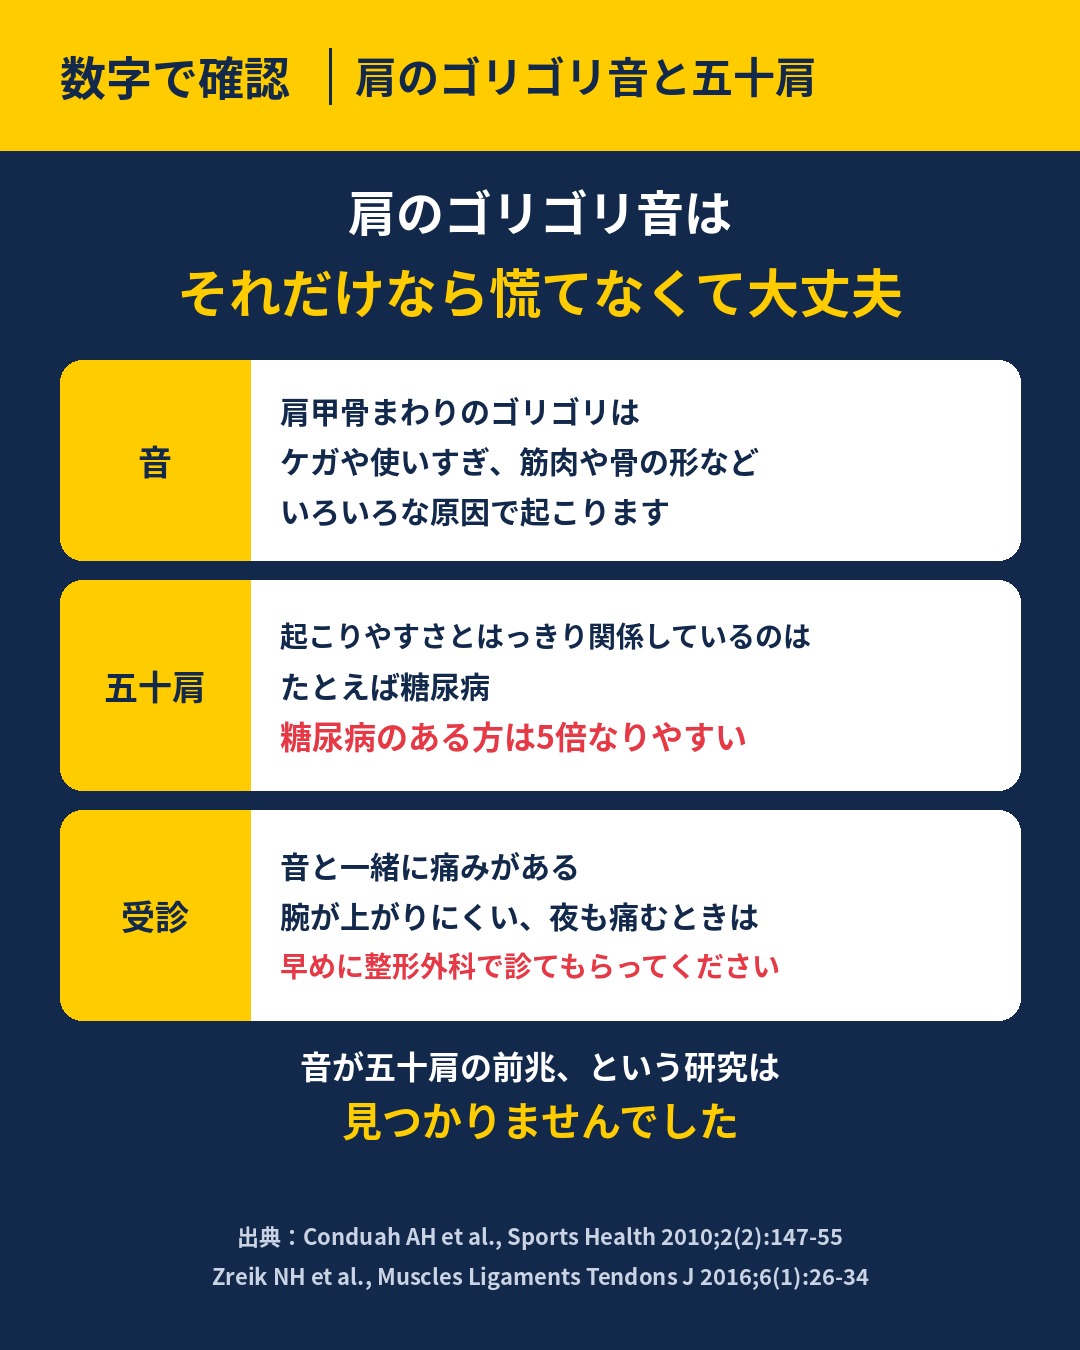 数字で確認
肩のゴリゴリ音と五十肩
肩のゴリゴリ音は
それだけなら慌てなくて大丈夫
音
肩甲骨まわりのゴリゴリは
ケガや使いすぎ、筋肉や骨の形など
いろいろな原因で起こります
五十肩
起こりやすさとはっきり関係しているのは
たとえば糖尿病
糖尿病のある方は5倍なりやすい
受診
音と一緒に痛みがある
腕が上がりにくい、夜も痛むときは
早めに整形外科で診てもらってください
音が五十肩の前兆、という研究は
見つかりませんでした
出典：Conduah AH et al., Sports Health 2010;2(2):147-55
Zreik NH et al., Muscles Ligaments Tendons J 2016;6(1):26-34